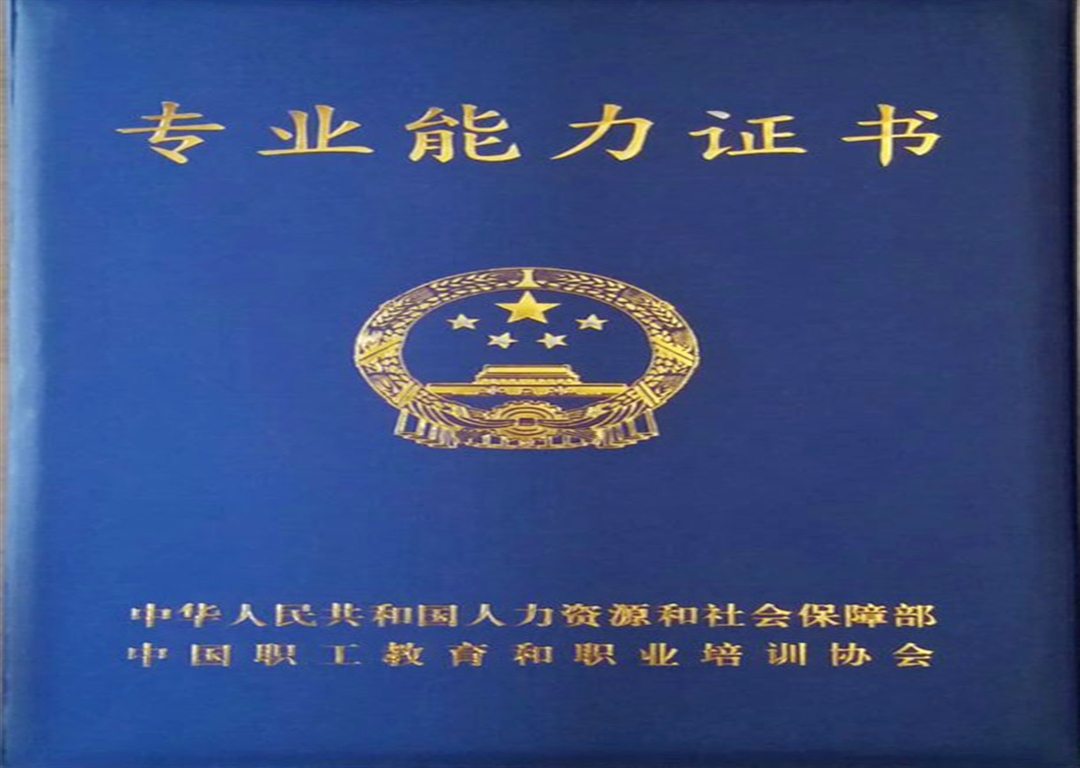 专业能力证书
中华人民共和国人力资源和社会保障部
中国职工教育和职业培训协会